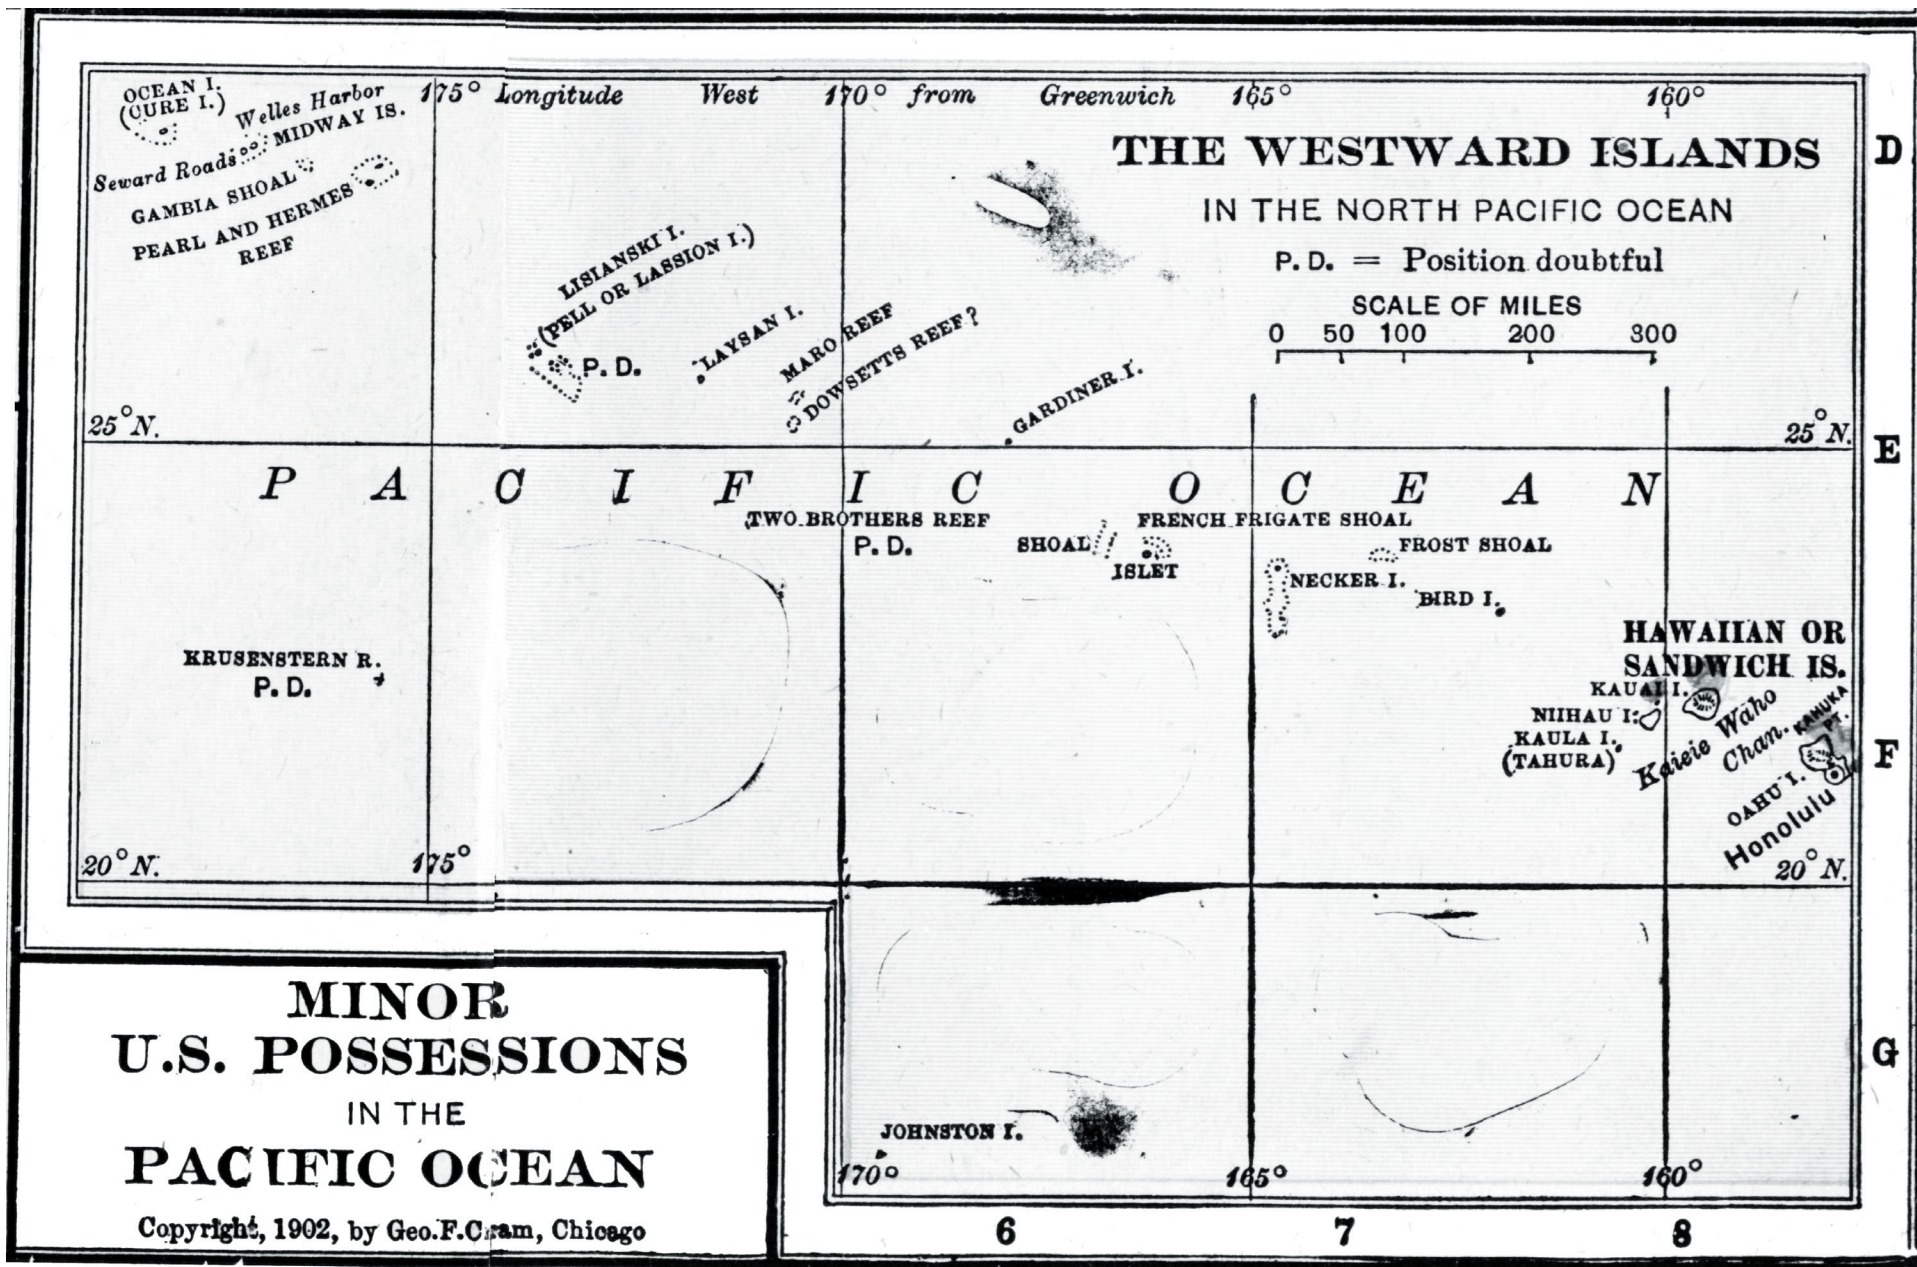 OCEAN I.
(CURE I.)
Welles Harbor
MIDWAY IS.
Seward Roads
GAMBIA SHOAL
PEARL AND HERMES
REEF
175° Longitude West 170° from Greenwich 165° 160°
THE WESTWARD ISLANDS
IN THE NORTH PACIFIC OCEAN
P. D. = Position doubtful
SCALE OF MILES
0 50 100 200 300
D
LISIANSKI I.
(PELL OR LASSION I.)
P. D.
LAYSAN I.
MARO REEF
DOWSETTS REEF?
GARDINER I.
25° N.
25° N.
E
PACIFIC OCEAN
TWO BROTHERS REEF
P. D.
SHOAL
FRENCH FRIGATE SHOAL
ISLET
FROST SHOAL
NECKER I.
BIRD I.
KRUSENSTERN R.
P. D.
HAWAIIAN OR
SANDWICH IS.
KAUAI I.
NIIHAU I.
KAULA I.
(TAHURA)
Kaieie Waho
Chan.
KAHUKA
PT.
OAHU I.
Honolulu
F
20° N.
175°
20° N.
G
JOHNSTON I.
170° 165° 160°
6 7 8
MINOR
U.S. POSSESSIONS
IN THE
PACIFIC OCEAN
Copyright, 1902, by Geo. F. Cram, Chicago